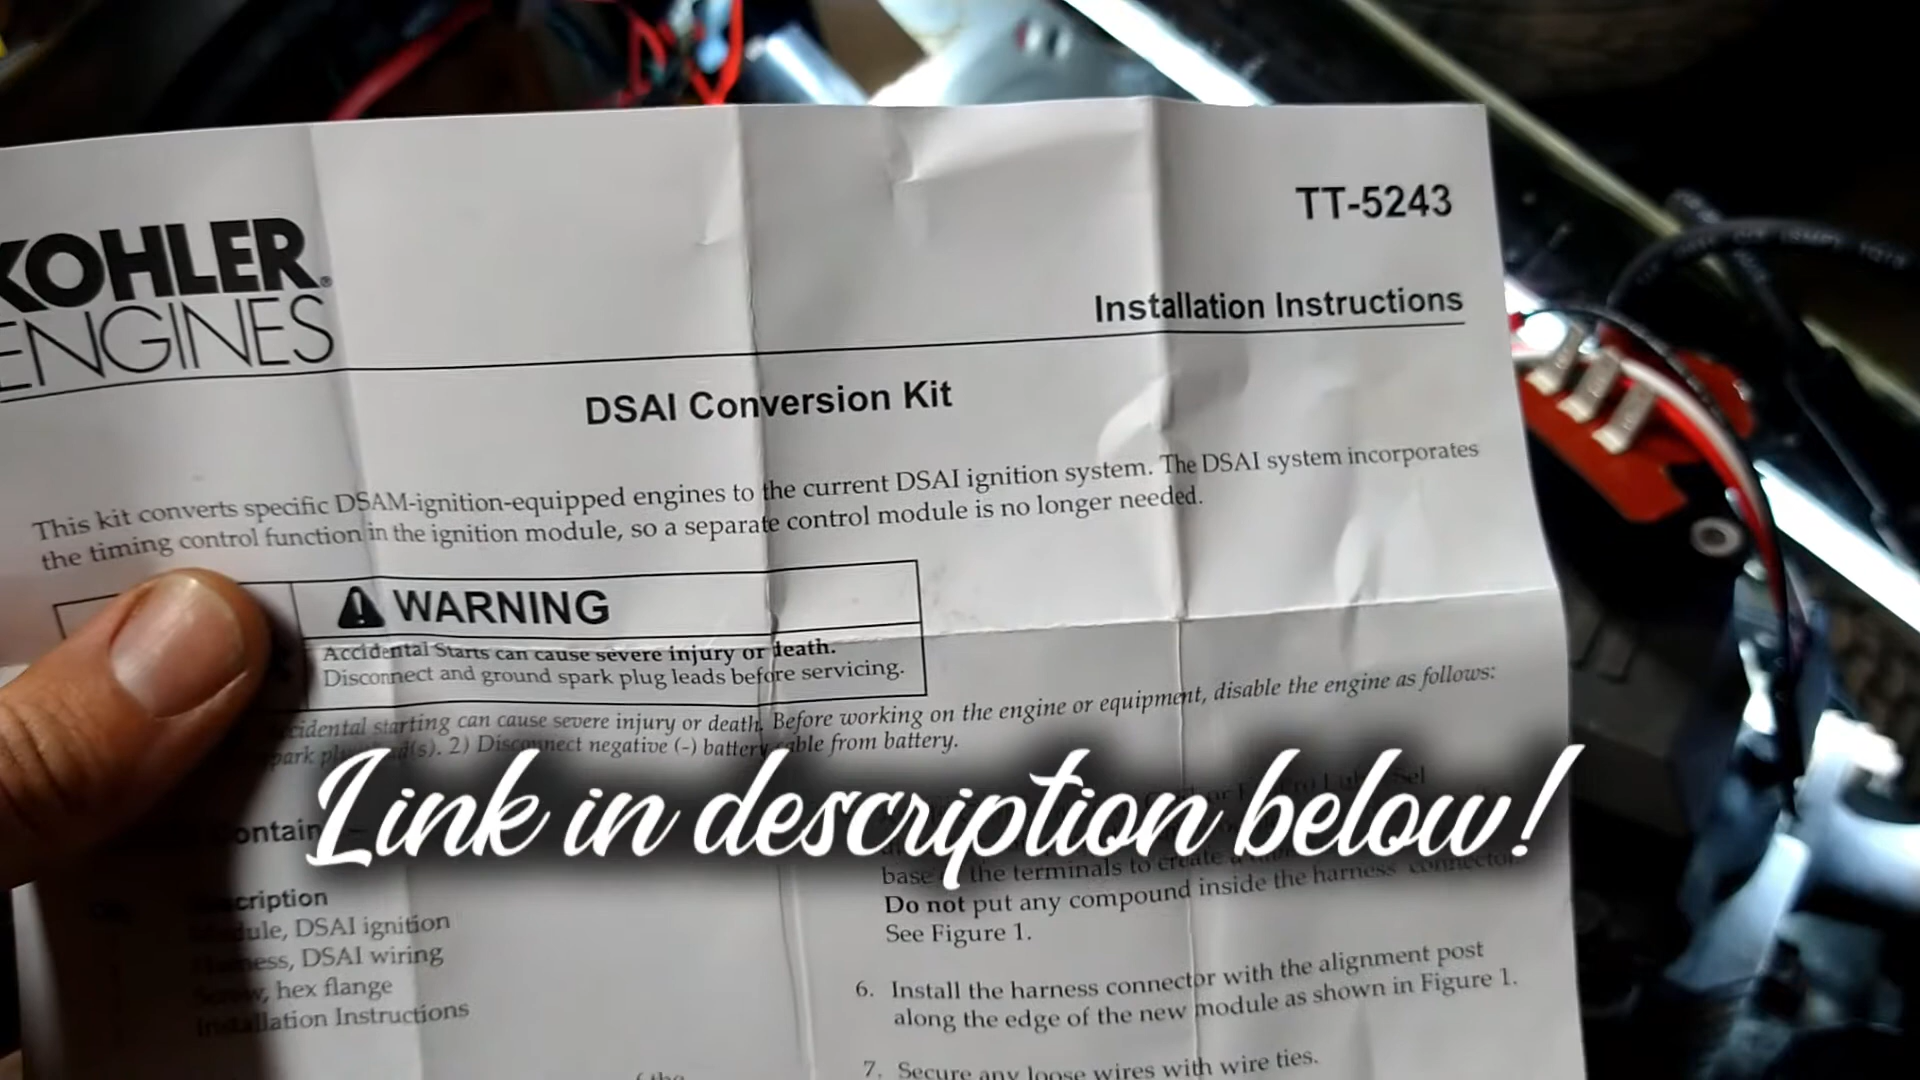 KOHLER
ENGINES
TT-5243
Installation Instructions
DSAI Conversion Kit
This kit converts specific DSAM-ignition-equipped engines to the current DSAI ignition system. The DSAI system incorporates
the timing control function in the ignition module, so a separate control module is no longer needed.
WARNING
Accidental Starts can cause severe injury or death.
Disconnect and ground spark plug leads before servicing.
cidental starting can cause severe injury or death. Before working on the engine or equipment, disable the engine as follows:
2) Disconnect negative (-) battery cable from battery.
Link in description below!
ontain
cription
dule, DSAI ignition
ness, DSAI wiring
Screw, hex flange
Installation Instructions
base the terminals to create a
harness connector.
Do not put any compound inside the
See Figure 1.
6. Install the harness connector with the alignment post
along the edge of the new module as shown in Figure 1.
7. Secure any loose wires with wire ties.